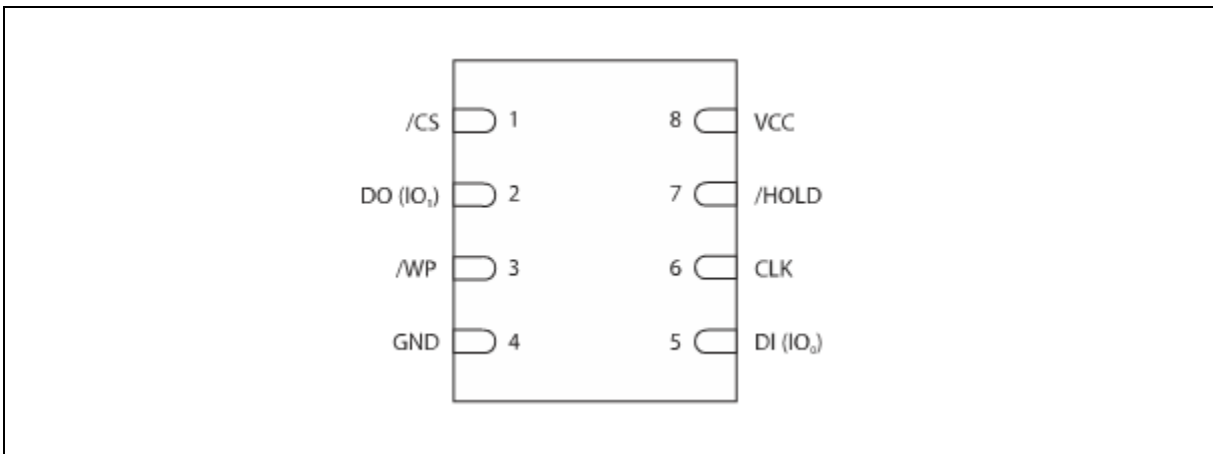 /CS 1 8 VCC
DO (IO₁) 2 7 /HOLD
/WP 3 6 CLK
GND 4 5 DI (IO₀)